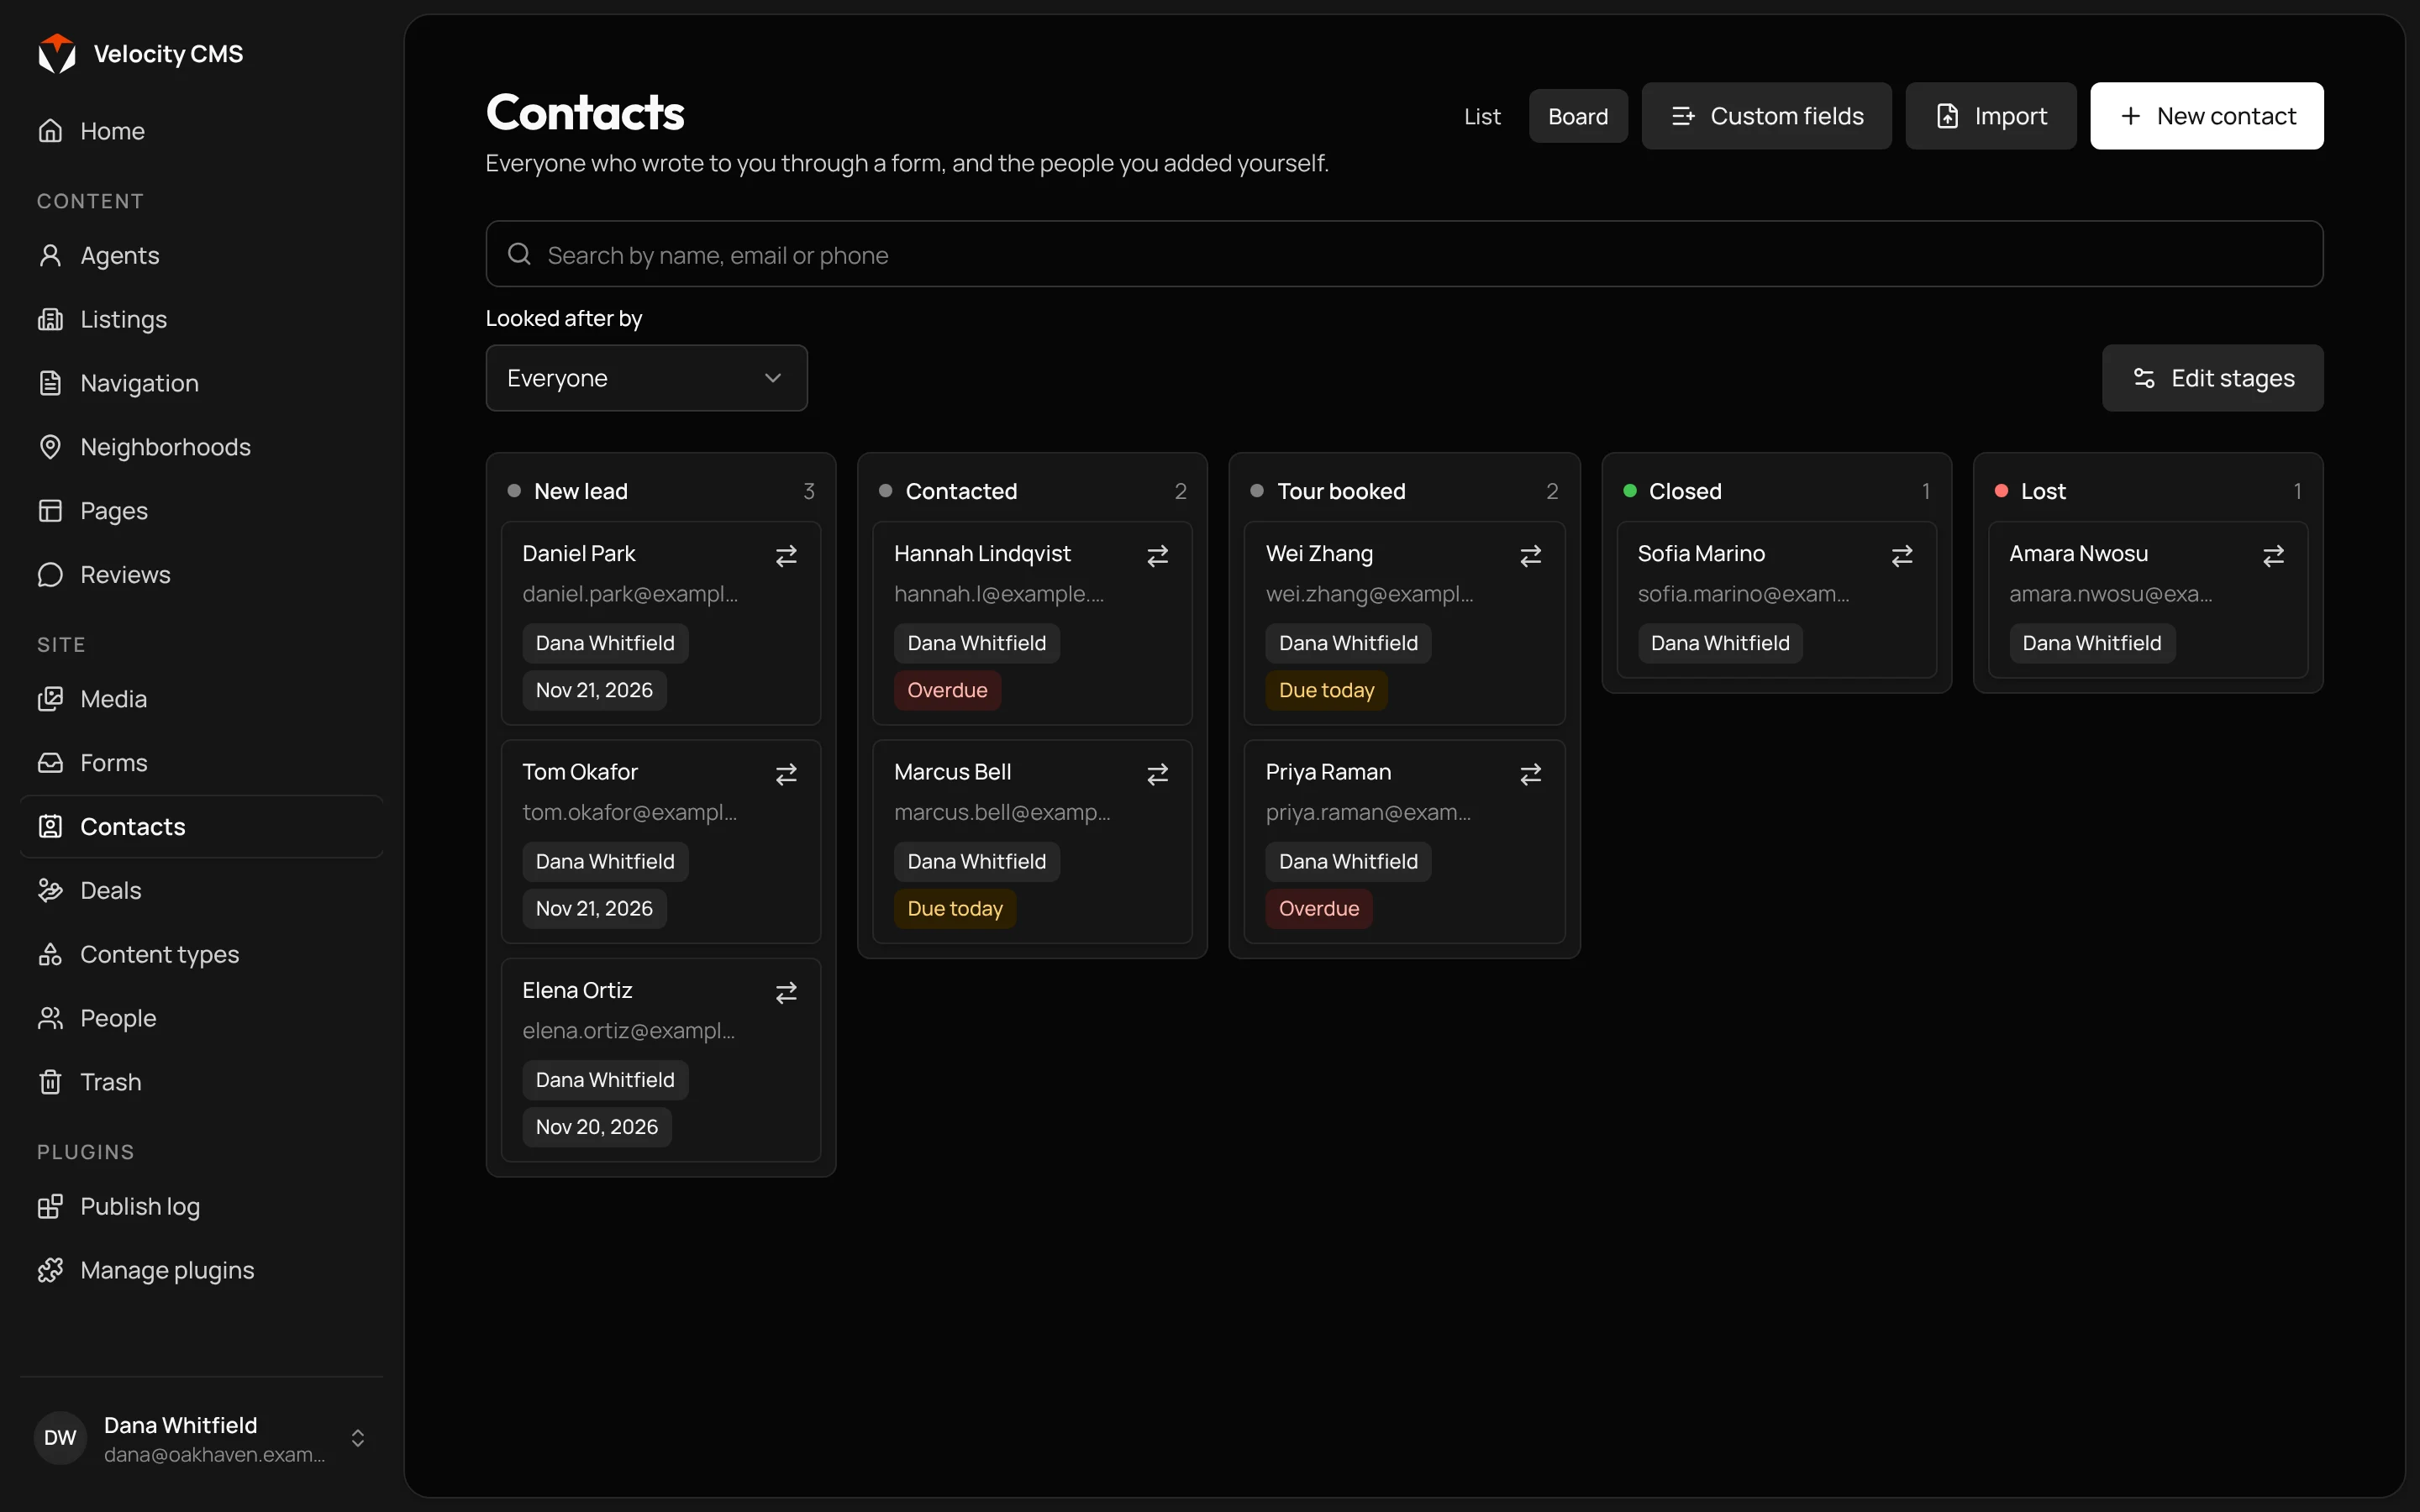 Velocity CMS
Home
CONTENT
Agents
Listings
Navigation
Neighborhoods
Pages
Reviews
SITE
Media
Forms
Contacts
Deals
Content types
People
Trash
PLUGINS
Publish log
Manage plugins
DW
Dana Whitfield
dana@oakhaven.exam...
Contacts
Everyone who wrote to you through a form, and the people you added yourself.
List
Board
Custom fields
Import
New contact
Search by name, email or phone
Looked after by
Everyone
Edit stages
New lead 3
Daniel Park
daniel.park@exampl...
Dana Whitfield
Nov 21, 2026
Tom Okafor
tom.okafor@exampl...
Dana Whitfield
Nov 21, 2026
Elena Ortiz
elena.ortiz@exampl...
Dana Whitfield
Nov 20, 2026
Contacted 2
Hannah Lindqvist
hannah.l@example....
Dana Whitfield
Overdue
Marcus Bell
marcus.bell@examp...
Dana Whitfield
Due today
Tour booked 2
Wei Zhang
wei.zhang@exampl...
Dana Whitfield
Due today
Priya Raman
priya.raman@exam...
Dana Whitfield
Overdue
Closed 1
Sofia Marino
sofia.marino@exam...
Dana Whitfield
Lost 1
Amara Nwosu
amara.nwosu@exa...
Dana Whitfield